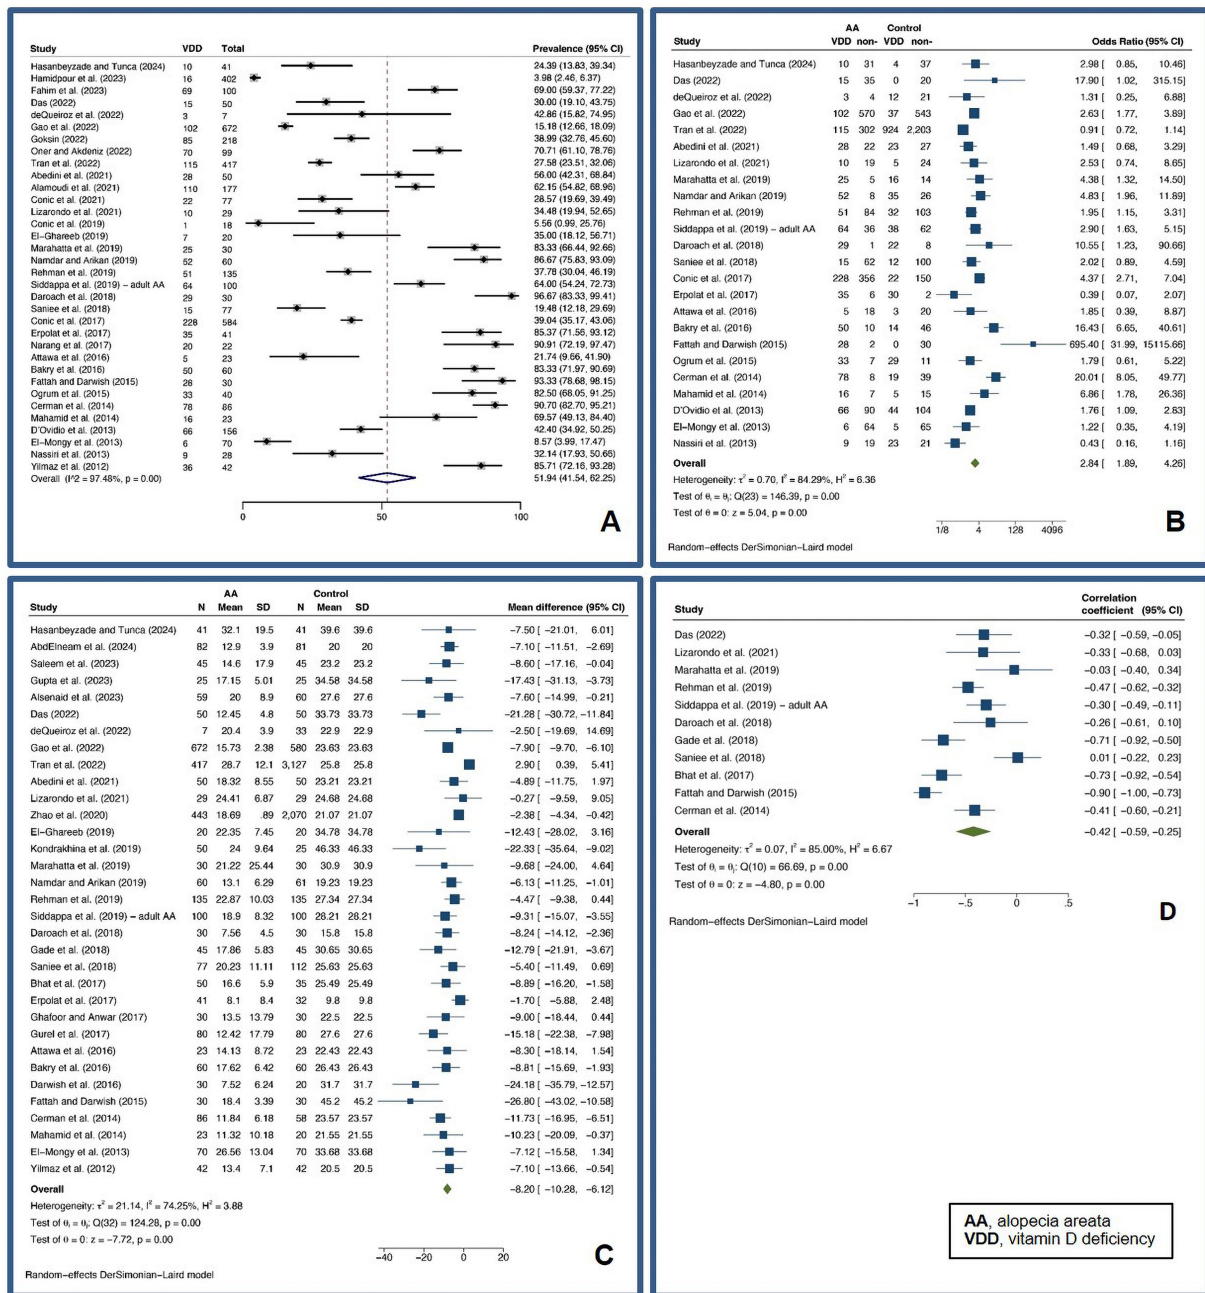 Study VDD Total Prevalence (95% CI)
Hasanbeyzade and Tunca (2024) 10 41 24.39 (13.83, 39.34)
Hamidpour et al. (2023) 16 402 3.98 (2.46, 6.37)
Fahim et al. (2023) 69 100 69.00 (59.37, 77.22)
Das (2022) 15 50 30.00 (19.10, 43.75)
deQueiroz et al. (2022) 3 7 42.86 (15.82, 74.95)
Gao et al. (2022) 102 672 15.18 (12.66, 18.09)
Goksin (2022) 85 218 38.99 (32.76, 45.60)
Oner and Akdeniz (2022) 70 99 70.71 (61.10, 78.76)
Tran et al. (2022) 115 417 27.58 (23.51, 32.06)
Abedini et al. (2021) 28 50 56.00 (42.31, 68.84)
Alamoudi et al. (2021) 110 177 62.15 (54.82, 68.96)
Conic et al. (2021) 22 77 28.57 (19.69, 39.49)
Lizarondo et al. (2021) 10 29 34.48 (19.94, 52.65)
Conic et al. (2019) 1 18 5.56 (0.99, 25.76)
El−Ghareeb (2019) 7 20 35.00 (18.12, 56.71)
Marahatta et al. (2019) 25 30 83.33 (66.44, 92.66)
Namdar and Arikan (2019) 52 60 86.67 (75.83, 93.09)
Rehman et al. (2019) 51 135 37.78 (30.04, 46.19)
Siddappa et al. (2019) − adult AA 64 100 64.00 (54.24, 72.73)
Daroach et al. (2018) 29 30 96.67 (83.33, 99.41)
Saniee et al. (2018) 15 77 19.48 (12.18, 29.69)
Conic et al. (2017) 228 584 39.04 (35.17, 43.06)
Erpolat et al. (2017) 35 41 85.37 (71.56, 93.12)
Narang et al. (2017) 20 22 90.91 (72.19, 97.47)
Attawa et al. (2016) 5 23 21.74 (9.66, 41.90)
Bakry et al. (2016) 50 60 83.33 (71.97, 90.69)
Fattah and Darwish (2015) 28 30 93.33 (78.68, 98.15)
Ogrum et al. (2015) 33 40 82.50 (68.05, 91.25)
Cerman et al. (2014) 78 86 90.70 (82.70, 95.21)
Mahamid et al. (2014) 16 23 69.57 (49.13, 84.40)
D'Ovidio et al. (2013) 66 156 42.40 (34.92, 50.25)
El−Mongy et al. (2013) 6 70 8.57 (3.99, 17.47)
Nassiri et al. (2013) 9 28 32.14 (17.93, 50.66)
Yilmaz et al. (2012) 36 42 85.71 (72.16, 93.28)
Overall (I^2 = 97.48%, p = 0.00) 51.94 (41.54, 62.25)
0 50 100
A
AA Control
Study VDD non- VDD non- Odds Ratio (95% CI)
Hasanbeyzade and Tunca (2024) 10 31 4 37 2.98 [ 0.85, 10.46]
Das (2022) 15 35 0 20 17.90 [ 1.02, 315.15]
deQueiroz et al. (2022) 3 4 12 21 1.31 [ 0.25, 6.88]
Gao et al. (2022) 102 570 37 543 2.63 [ 1.77, 3.89]
Tran et al. (2022) 115 302 924 2,203 0.91 [ 0.72, 1.14]
Abedini et al. (2021) 28 22 23 27 1.49 [ 0.68, 3.29]
Lizarondo et al. (2021) 10 19 5 24 2.53 [ 0.74, 8.65]
Marahatta et al. (2019) 25 5 16 14 4.38 [ 1.32, 14.50]
Namdar and Arikan (2019) 52 8 35 26 4.83 [ 1.96, 11.89]
Rehman et al. (2019) 51 84 32 103 1.95 [ 1.15, 3.31]
Siddappa et al. (2019) − adult AA 64 36 38 62 2.90 [ 1.63, 5.15]
Daroach et al. (2018) 29 1 22 8 10.55 [ 1.23, 90.66]
Saniee et al. (2018) 15 62 12 100 2.02 [ 0.89, 4.59]
Conic et al. (2017) 228 356 22 150 4.37 [ 2.71, 7.04]
Erpolat et al. (2017) 35 6 30 2 0.39 [ 0.07, 2.07]
Attawa et al. (2016) 5 18 3 20 1.85 [ 0.39, 8.87]
Bakry et al. (2016) 50 10 14 46 16.43 [ 6.65, 40.61]
Fattah and Darwish (2015) 28 2 0 30 695.40 [ 31.99, 15115.66]
Ogrum et al. (2015) 33 7 29 11 1.79 [ 0.61, 5.22]
Cerman et al. (2014) 78 8 19 39 20.01 [ 8.05, 49.77]
Mahamid et al. (2014) 16 7 5 15 6.86 [ 1.78, 26.36]
D'Ovidio et al. (2013) 66 90 44 104 1.76 [ 1.09, 2.83]
El−Mongy et al. (2013) 6 64 5 65 1.22 [ 0.35, 4.19]
Nassiri et al. (2013) 9 19 23 21 0.43 [ 0.16, 1.16]
Overall 2.84 [ 1.89, 4.26]
Heterogeneity: τ² = 0.70, I² = 84.29%, H² = 6.36
Test of θᵢ = θⱼ: Q(23) = 146.39, p = 0.00
Test of θ = 0: z = 5.04, p = 0.00
1/8 4 128 4096
Random−effects DerSimonian−Laird model
B
AA Control
Study N Mean SD N Mean SD Mean difference (95% CI)
Hasanbeyzade and Tunca (2024) 41 32.1 19.5 41 39.6 39.6 −7.50 [ −21.01, 6.01]
AbdElneam et al. (2024) 82 12.9 3.9 81 20 20 −7.10 [ −11.51, −2.69]
Saleem et al. (2023) 45 14.6 17.9 45 23.2 23.2 −8.60 [ −17.16, −0.04]
Gupta et al. (2023) 25 17.15 5.01 25 34.58 34.58 −17.43 [ −31.13, −3.73]
Alsenaid et al. (2023) 59 20 8.9 60 27.6 27.6 −7.60 [ −14.99, −0.21]
Das (2022) 50 12.45 4.8 50 33.73 33.73 −21.28 [ −30.72, −11.84]
deQueiroz et al. (2022) 7 20.4 3.9 33 22.9 22.9 −2.50 [ −19.69, 14.69]
Gao et al. (2022) 672 15.73 2.38 580 23.63 23.63 −7.90 [ −9.70, −6.10]
Tran et al. (2022) 417 28.7 12.1 3,127 25.8 25.8 2.90 [ 0.39, 5.41]
Abedini et al. (2021) 50 18.32 8.55 50 23.21 23.21 −4.89 [ −11.75, 1.97]
Lizarondo et al. (2021) 29 24.41 6.87 29 24.68 24.68 −0.27 [ −9.59, 9.05]
Zhao et al. (2020) 443 18.69 .89 2,070 21.07 21.07 −2.38 [ −4.34, −0.42]
El−Ghareeb (2019) 20 22.35 7.45 20 34.78 34.78 −12.43 [ −28.02, 3.16]
Kondrakhina et al. (2019) 50 24 9.64 25 46.33 46.33 −22.33 [ −35.64, −9.02]
Marahatta et al. (2019) 30 21.22 25.44 30 30.9 30.9 −9.68 [ −24.00, 4.64]
Namdar and Arikan (2019) 60 13.1 6.29 61 19.23 19.23 −6.13 [ −11.25, −1.01]
Rehman et al. (2019) 135 22.87 10.03 135 27.34 27.34 −4.47 [ −9.38, 0.44]
Siddappa et al. (2019) − adult AA 100 18.9 8.32 100 28.21 28.21 −9.31 [ −15.07, −3.55]
Daroach et al. (2018) 30 7.56 4.5 30 15.8 15.8 −8.24 [ −14.12, −2.36]
Gade et al. (2018) 45 17.86 5.83 45 30.65 30.65 −12.79 [ −21.91, −3.67]
Saniee et al. (2018) 77 20.23 11.11 112 25.63 25.63 −5.40 [ −11.49, 0.69]
Bhat et al. (2017) 50 16.6 5.9 35 25.49 25.49 −8.89 [ −16.20, −1.58]
Erpolat et al. (2017) 41 8.1 8.4 32 9.8 9.8 −1.70 [ −5.88, 2.48]
Ghafoor and Anwar (2017) 30 13.5 13.79 30 22.5 22.5 −9.00 [ −18.44, 0.44]
Gurel et al. (2017) 80 12.42 17.79 80 27.6 27.6 −15.18 [ −22.38, −7.98]
Attawa et al. (2016) 23 14.13 8.72 23 22.43 22.43 −8.30 [ −18.14, 1.54]
Bakry et al. (2016) 60 17.62 6.42 60 26.43 26.43 −8.81 [ −15.69, −1.93]
Darwish et al. (2016) 30 7.52 6.24 20 31.7 31.7 −24.18 [ −35.79, −12.57]
Fattah and Darwish (2015) 30 18.4 3.39 30 45.2 45.2 −26.80 [ −43.02, −10.58]
Cerman et al. (2014) 86 11.84 6.18 58 23.57 23.57 −11.73 [ −16.95, −6.51]
Mahamid et al. (2014) 23 11.32 10.18 20 21.55 21.55 −10.23 [ −20.09, −0.37]
El−Mongy et al. (2013) 70 26.56 13.04 70 33.68 33.68 −7.12 [ −15.58, 1.34]
Yilmaz et al. (2012) 42 13.4 7.1 42 20.5 20.5 −7.10 [ −13.66, −0.54]
Overall −8.20 [ −10.28, −6.12]
Heterogeneity: τ² = 21.14, I² = 74.25%, H² = 3.88
Test of θᵢ = θⱼ: Q(32) = 124.28, p = 0.00
Test of θ = 0: z = −7.72, p = 0.00
−40 −20 0 20
Random−effects DerSimonian−Laird model
C
Correlation
Study coefficient (95% CI)
Das (2022) −0.32 [ −0.59, −0.05]
Lizarondo et al. (2021) −0.33 [ −0.68, 0.03]
Marahatta et al. (2019) −0.03 [ −0.40, 0.34]
Rehman et al. (2019) −0.47 [ −0.62, −0.32]
Siddappa et al. (2019) − adult AA −0.30 [ −0.49, −0.11]
Daroach et al. (2018) −0.26 [ −0.61, 0.10]
Gade et al. (2018) −0.71 [ −0.92, −0.50]
Saniee et al. (2018) 0.01 [ −0.22, 0.23]
Bhat et al. (2017) −0.73 [ −0.92, −0.54]
Fattah and Darwish (2015) −0.90 [ −1.00, −0.73]
Cerman et al. (2014) −0.41 [ −0.60, −0.21]
Overall −0.42 [ −0.59, −0.25]
Heterogeneity: τ² = 0.07, I² = 85.00%, H² = 6.67
Test of θᵢ = θⱼ: Q(10) = 66.69, p = 0.00
Test of θ = 0: z = −4.80, p = 0.00
−1 −.5 0 .5
Random−effects DerSimonian−Laird model
D
AA, alopecia areata
VDD, vitamin D deficiency